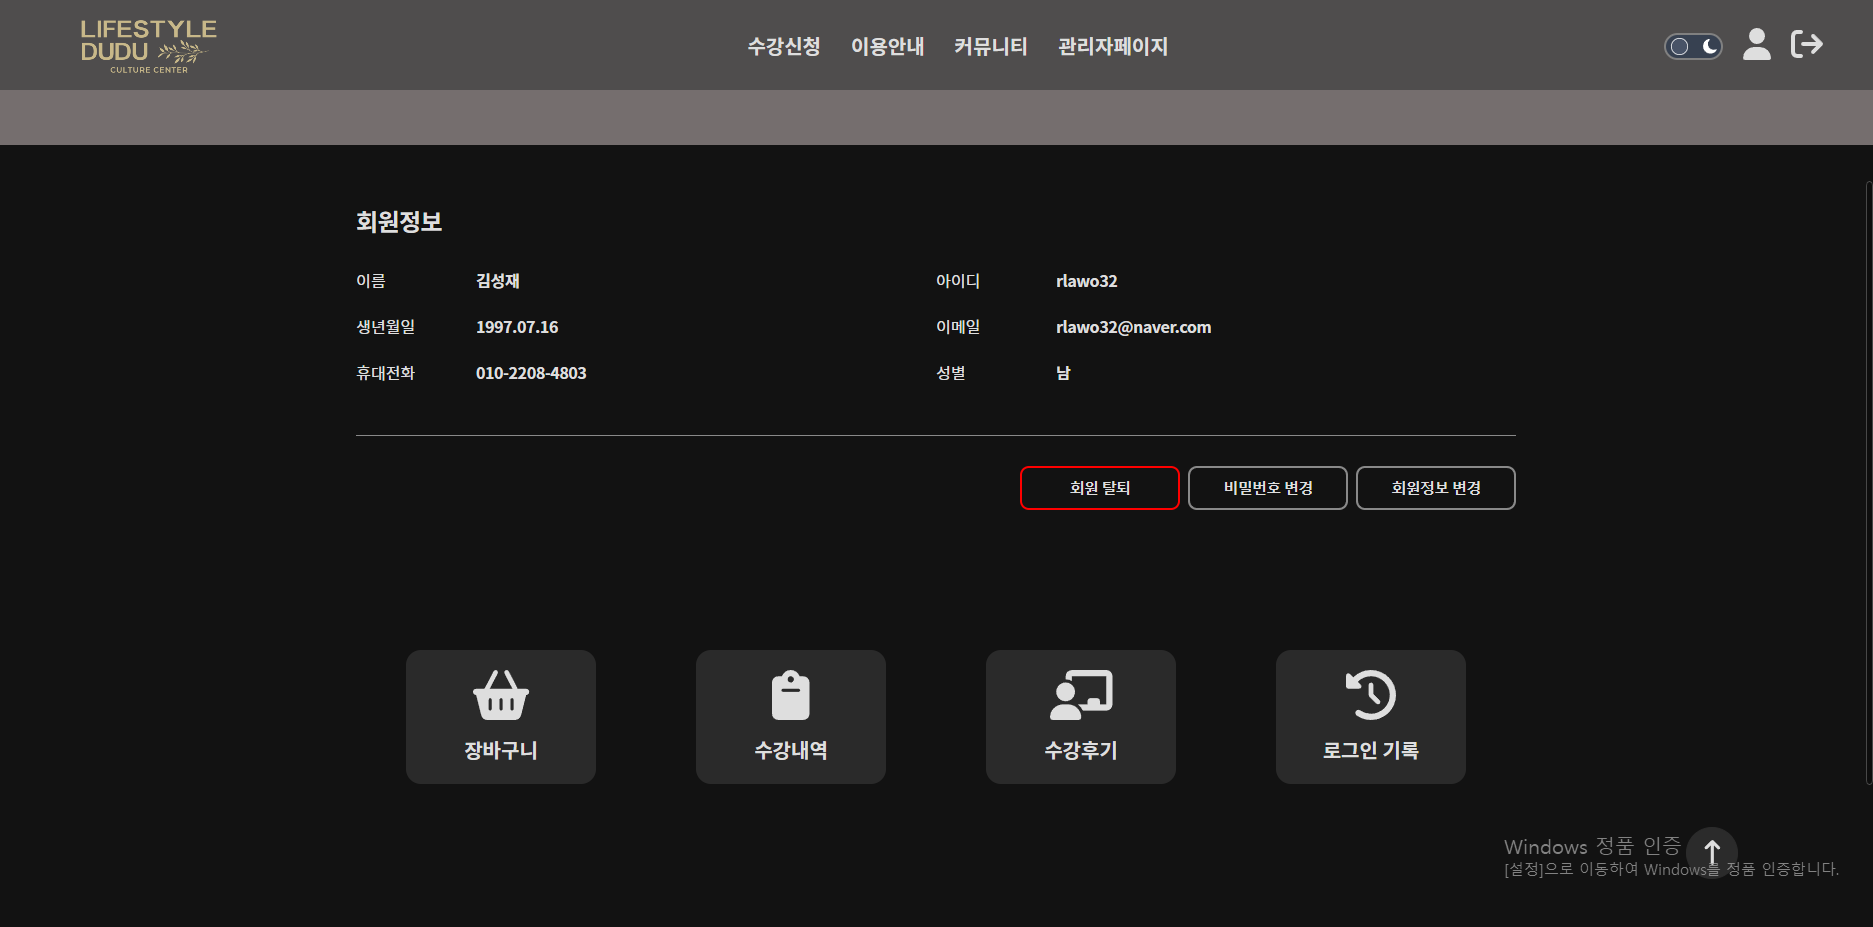 LIFESTYLE
DUDU
CULTURE CENTER
수강신청 이용안내 커뮤니티 관리자페이지
회원정보
이름 김성재 아이디 rlawo32
생년월일 1997.07.16 이메일 rlawo32@naver.com
휴대전화 010-2208-4803 성별 남
회원 탈퇴 비밀번호 변경 회원정보 변경
장바구니 수강내역 수강후기 로그인 기록
Windows 정품 인증
[설정]으로 이동하여 Windows를 정품 인증합니다.